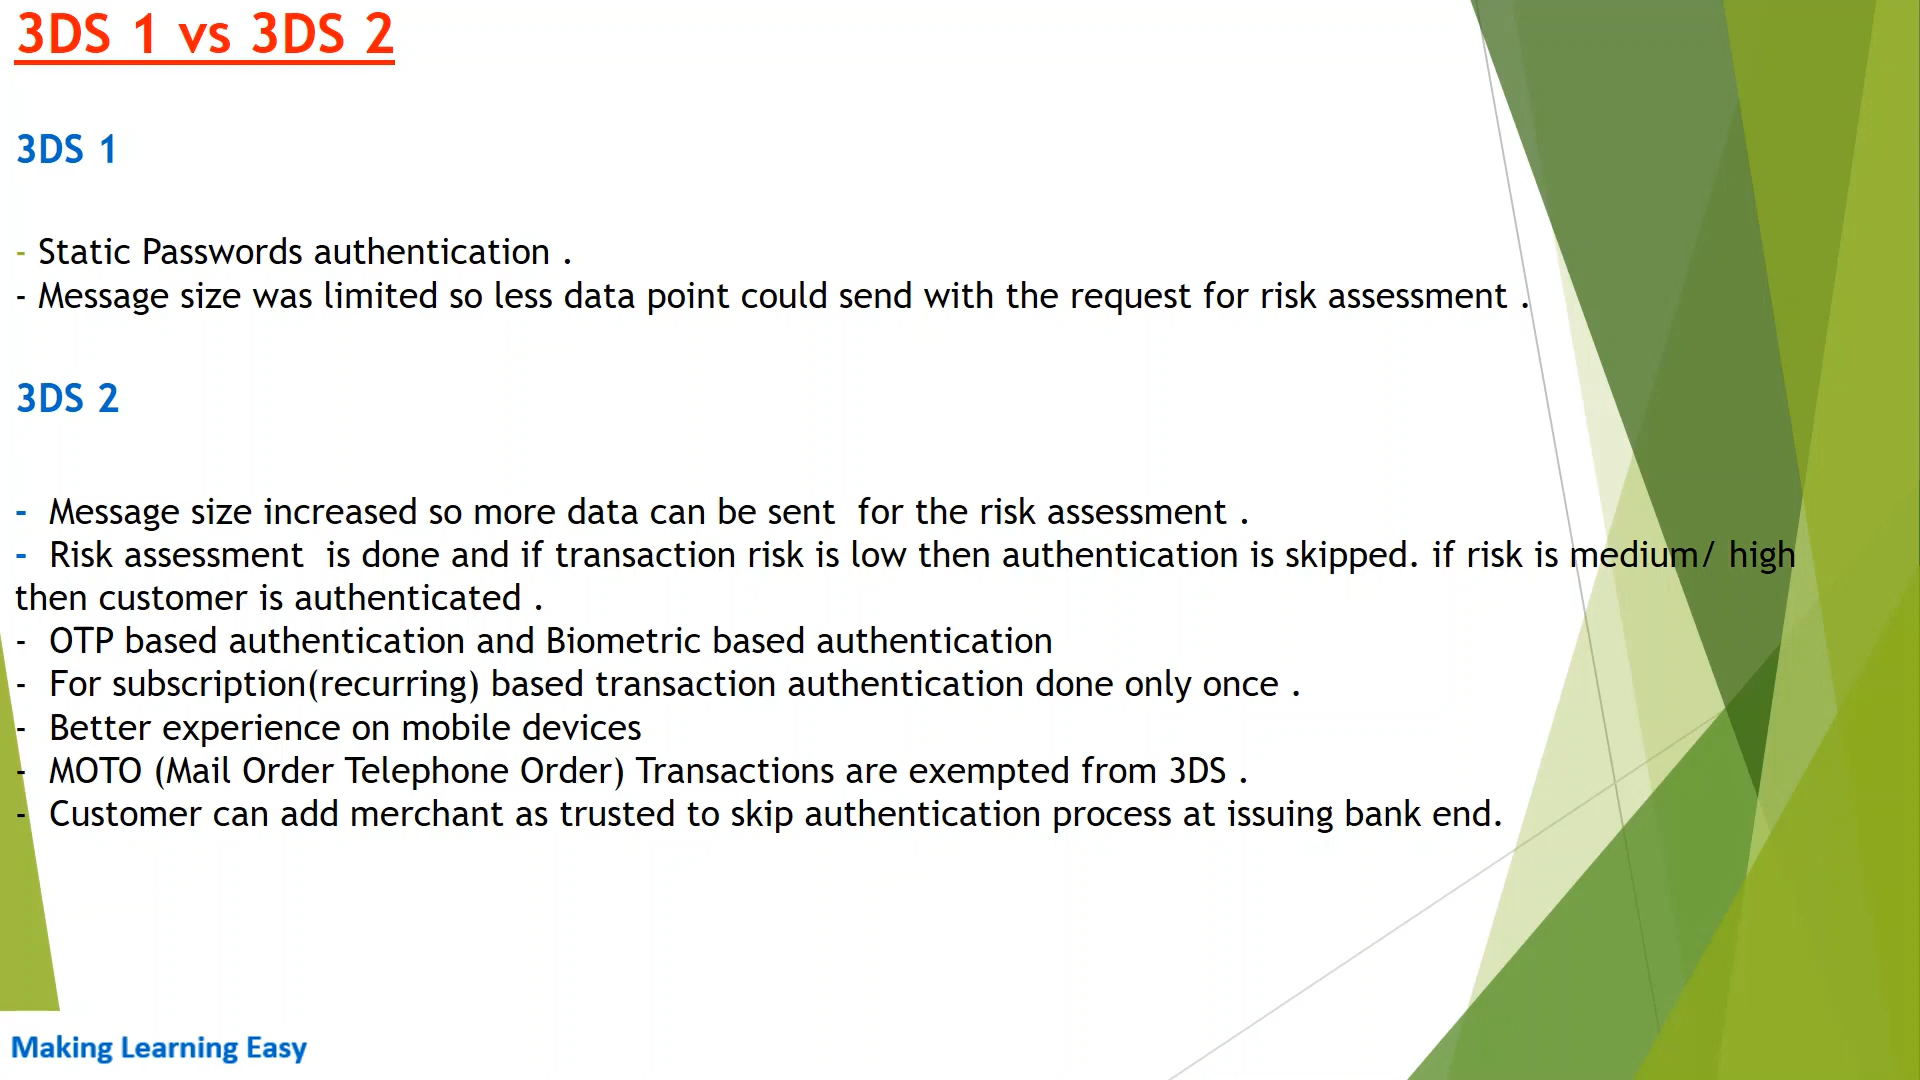 3DS 1 vs 3DS 2
3DS 1
- Static Passwords authentication .
- Message size was limited so less data point could send with the request for risk assessment .
3DS 2
- Message size increased so more data can be sent  for the risk assessment .
- Risk assessment  is done and if transaction risk is low then authentication is skipped. if risk is medium/ high
then customer is authenticated .
- OTP based authentication and Biometric based authentication
- For subscription(recurring) based transaction authentication done only once .
- Better experience on mobile devices
- MOTO (Mail Order Telephone Order) Transactions are exempted from 3DS .
- Customer can add merchant as trusted to skip authentication process at issuing bank end.
Making Learning Easy